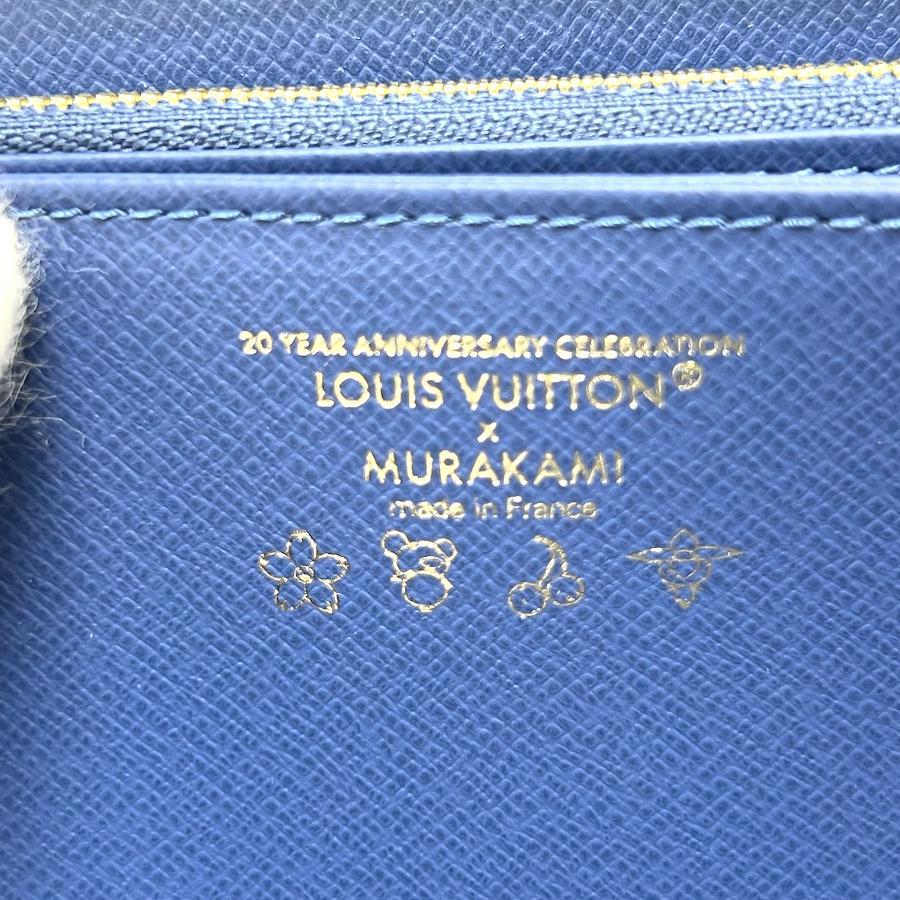 20 YEAR ANNIVERSARY CELEBRATION
LOUIS VUITTON®
x
MURAKAMI
made in France